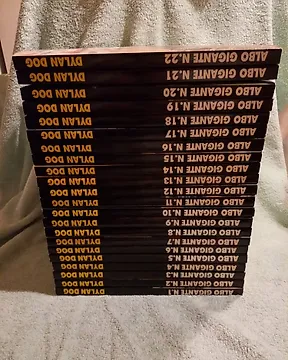 ALBO GIGANTE N.22 DYLAN DOG
ALBO GIGANTE N.21 DYLAN DOG
ALBO GIGANTE N.20 DYLAN DOG
ALBO GIGANTE N.19 DYLAN DOG
ALBO GIGANTE N.18 DYLAN DOG
ALBO GIGANTE N.17 DYLAN DOG
ALBO GIGANTE N.16 DYLAN DOG
ALBO GIGANTE N.15 DYLAN DOG
ALBO GIGANTE N.14 DYLAN DOG
ALBO GIGANTE N.13 DYLAN DOG
ALBO GIGANTE N.12 DYLAN DOG
ALBO GIGANTE N.11 DYLAN DOG
ALBO GIGANTE N.10 DYLAN DOG
ALBO GIGANTE N.9 DYLAN DOG
ALBO GIGANTE N.8 DYLAN DOG
ALBO GIGANTE N.7 DYLAN DOG
ALBO GIGANTE N.6 DYLAN DOG
ALBO GIGANTE N.5 DYLAN DOG
ALBO GIGANTE N.4 DYLAN DOG
ALBO GIGANTE N.3 DYLAN DOG
ALBO GIGANTE N.2 DYLAN DOG
ALBO GIGANTE N.1 DYLAN DOG